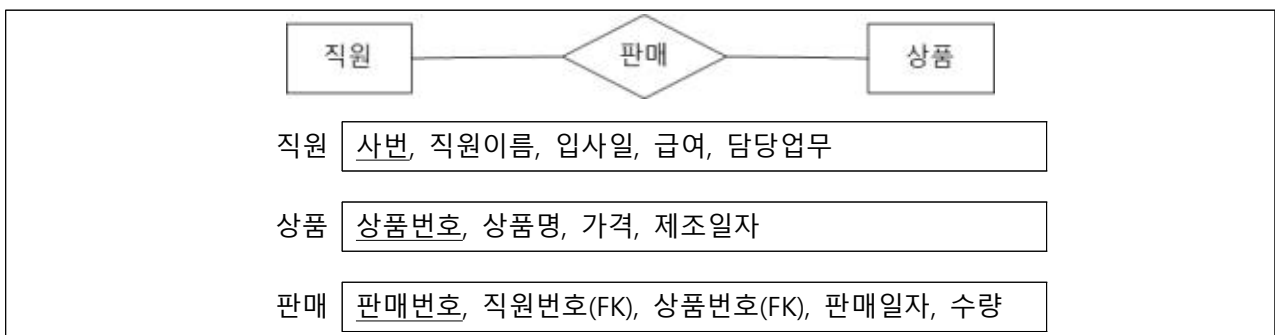 직원 판매 상품
직원 사번, 직원이름, 입사일, 급여, 담당업무
상품 상품번호, 상품명, 가격, 제조일자
판매 판매번호, 직원번호(FK), 상품번호(FK), 판매일자, 수량